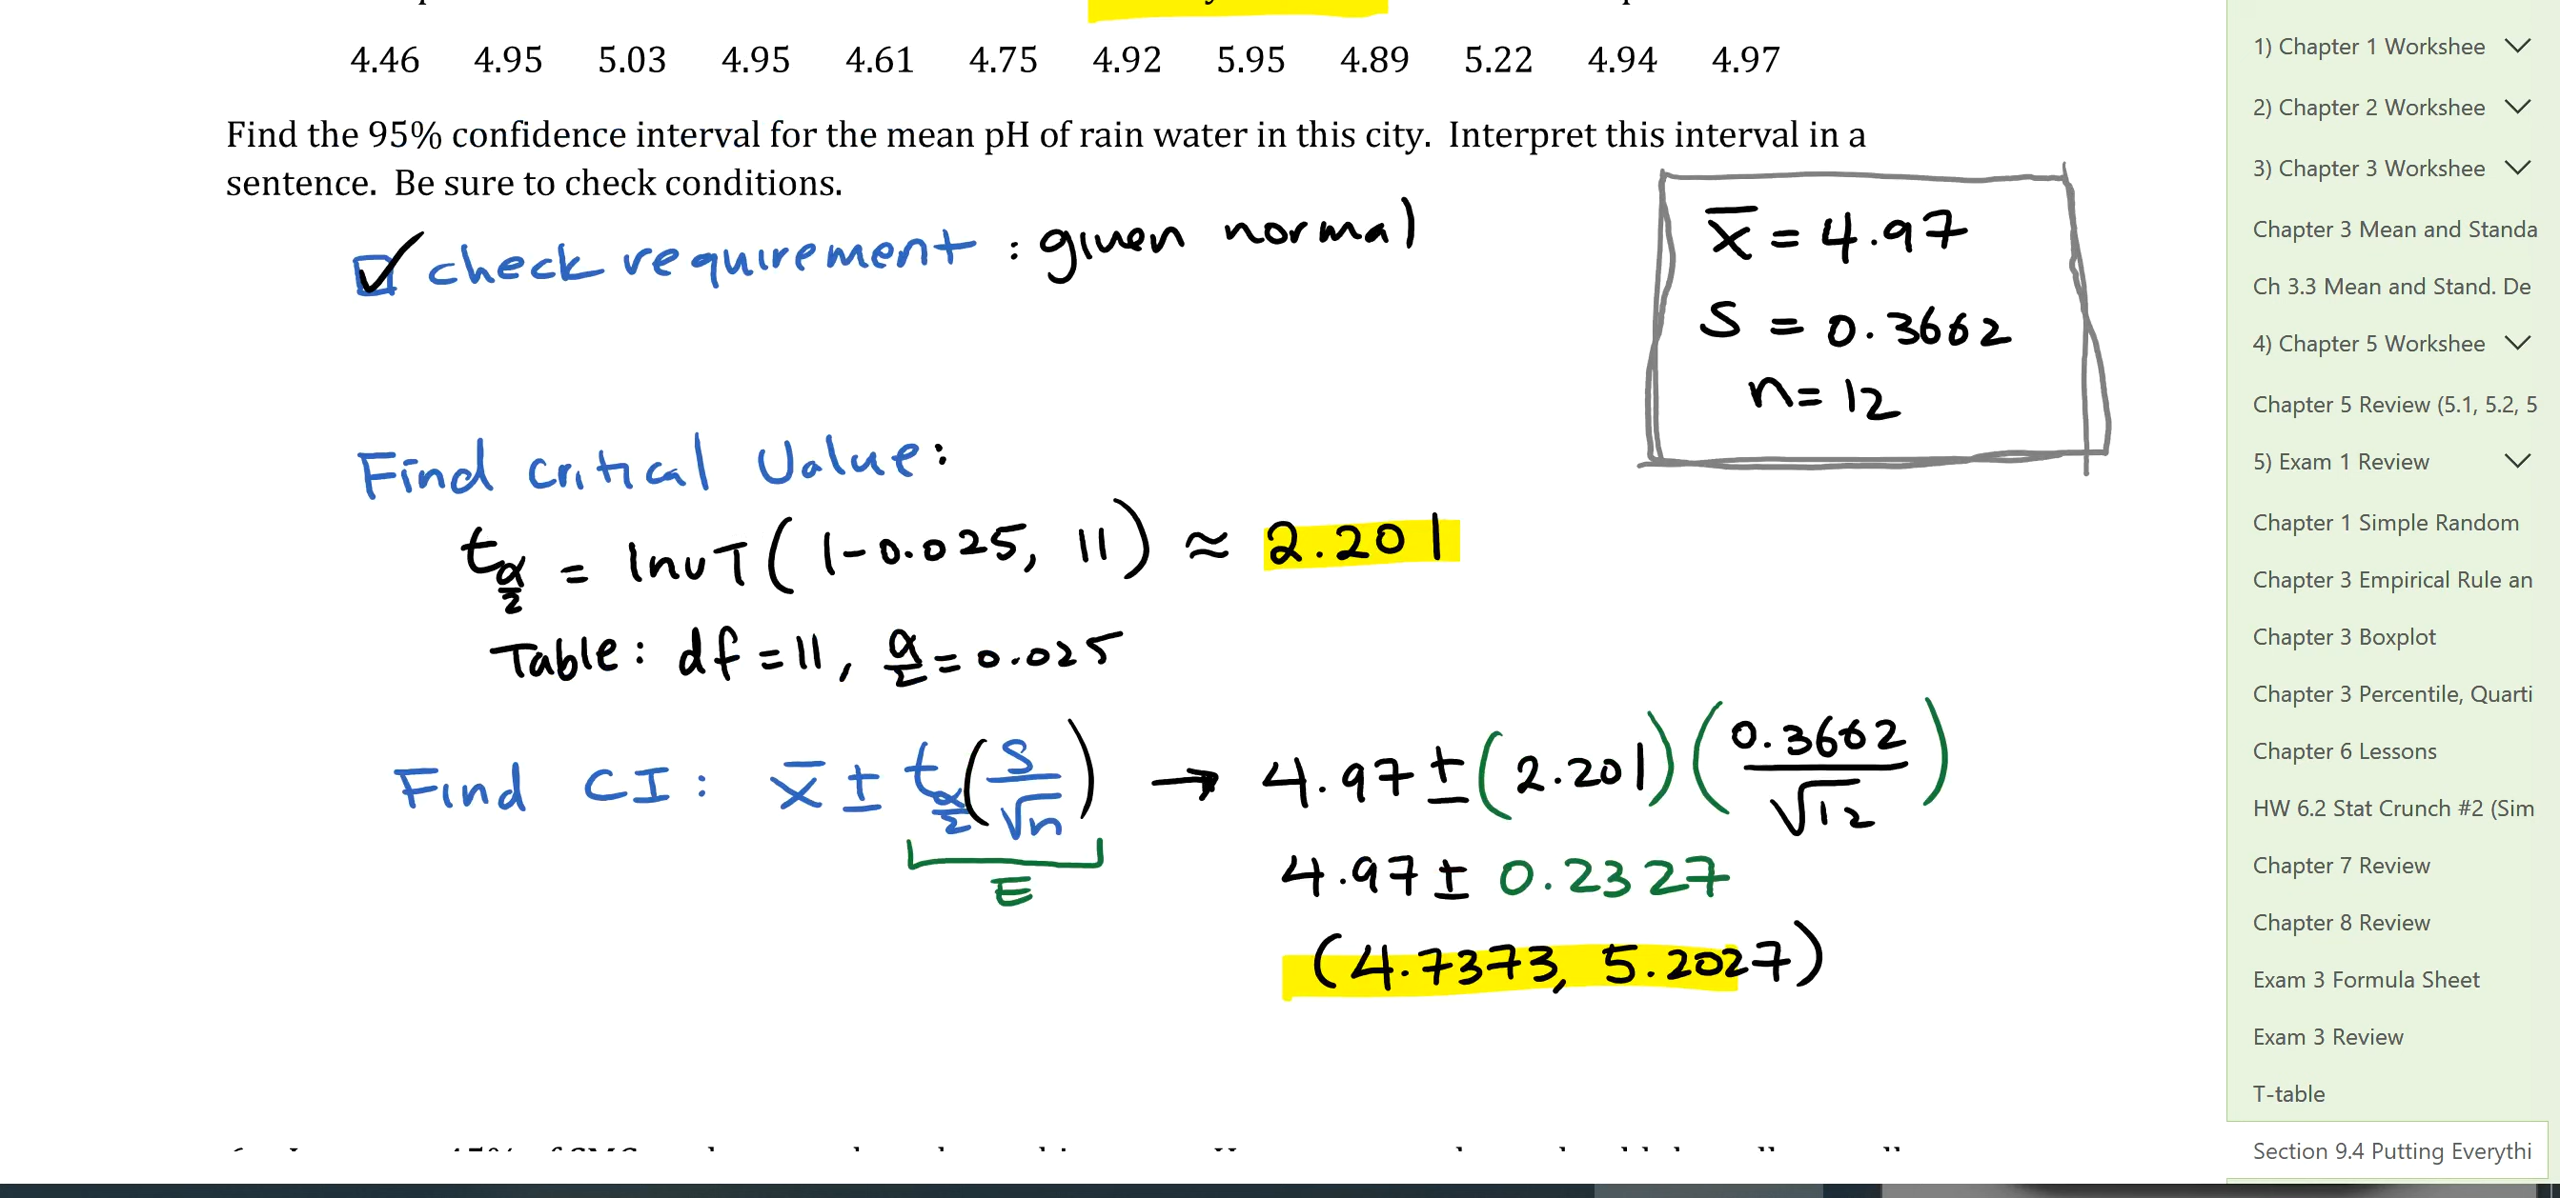 4.46 4.95 5.03 4.95 4.61 4.75 4.92 5.95 4.89 5.22 4.94 4.97
Find the 95% confidence interval for the mean pH of rain water in this city. Interpret this interval in a
sentence. Be sure to check conditions.
check requirement : given normal
x̄ = 4.97
s = 0.3662
n = 12
Find critical Value:
t_{α/2} = InvT ( 1-0.025, 11 ) ≈ 2.201
Table: df = 11, α/2 = 0.025
Find CI: x̄ ± t_{α/2} ( s/√n ) → 4.97 ± (2.201) ( 0.3662/√12 )
E
4.97 ± 0.2327
(4.7373, 5.2027)
1) Chapter 1 Workshee
2) Chapter 2 Workshee
3) Chapter 3 Workshee
Chapter 3 Mean and Standa
Ch 3.3 Mean and Stand. De
4) Chapter 5 Workshee
Chapter 5 Review (5.1, 5.2, 5
5) Exam 1 Review
Chapter 1 Simple Random
Chapter 3 Empirical Rule an
Chapter 3 Boxplot
Chapter 3 Percentile, Quarti
Chapter 6 Lessons
HW 6.2 Stat Crunch #2 (Sim
Chapter 7 Review
Chapter 8 Review
Exam 3 Formula Sheet
Exam 3 Review
T-table
Section 9.4 Putting Everythi